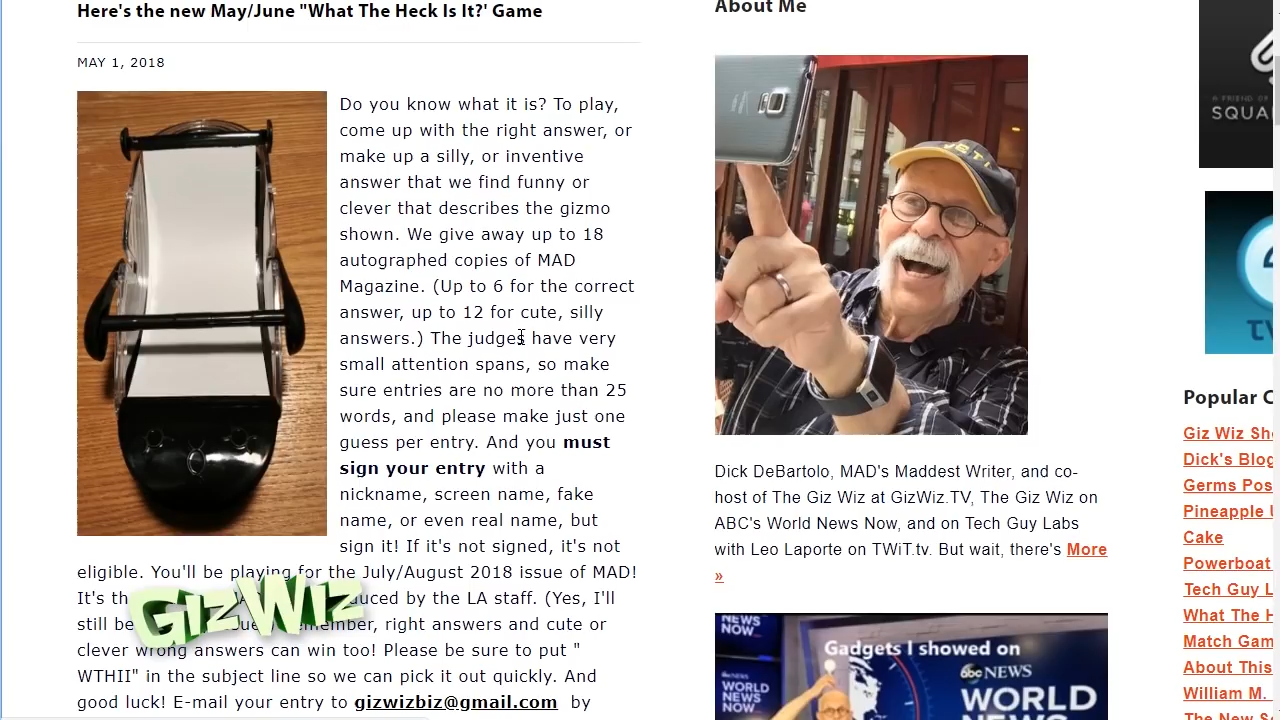 Here's the new May/June "What The Heck Is It?' Game
MAY 1, 2018
Do you know what it is? To play,
come up with the right answer, or
make up a silly, or inventive
answer that we find funny or
clever that describes the gizmo
shown. We give away up to 18
autographed copies of MAD
Magazine. (Up to 6 for the correct
answer, up to 12 for cute, silly
answers.) The judges have very
small attention spans, so make
sure entries are no more than 25
words, and please make just one
guess per entry. And you must
sign your entry with a
nickname, screen name, fake
name, or even real name, but
sign it! If it's not signed, it's not
eligible. You'll be playing for the July/August 2018 issue of MAD!
It's the LA staff. (Yes, I'll
still be right answers and cute or
clever wrong answers can win too! Please be sure to put "
WTHII" in the subject line so we can pick it out quickly. And
good luck! E-mail your entry to gizwizbiz@gmail.com by
GIZWIZ
About Me
Dick DeBartolo, MAD's Maddest Writer, and co-
host of The Giz Wiz at GizWiz.TV, The Giz Wiz on
ABC's World News Now, and on Tech Guy Labs
with Leo Laporte on TWiT.tv. But wait, there's More
»
NEWS
NOW
WORLD
NEWS
NOW
Gadgets I showed on
abc NEWS
WORLD
A FRIEND OF
SQUA
Popular C
Giz Wiz Sh
Dick's Blog
Germs Pos
Pineapple
Cake
Powerboat
Tech Guy L
What The H
Match Gam
About This
William M.
The New S